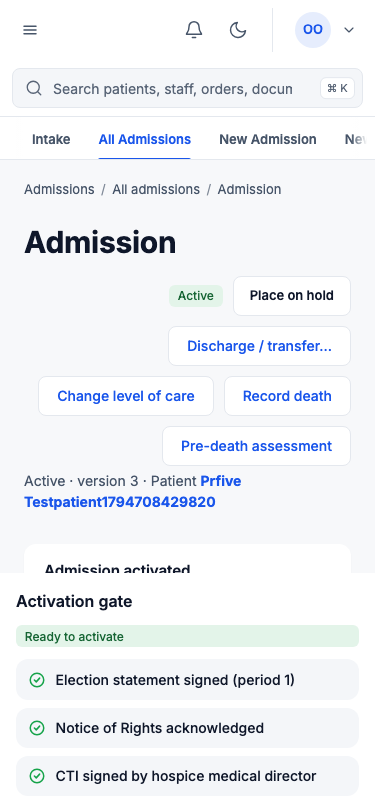 OO
Search patients, staff, orders, docun
⌘ K
Intake
All Admissions
New Admission
Admissions / All admissions / Admission
Admission
Active
Place on hold
Discharge / transfer...
Change level of care
Record death
Pre-death assessment
Active · version 3 · Patient Prfive
Testpatient1794708429820
Admission activated
Activation gate
Ready to activate
Election statement signed (period 1)
Notice of Rights acknowledged
CTI signed by hospice medical director